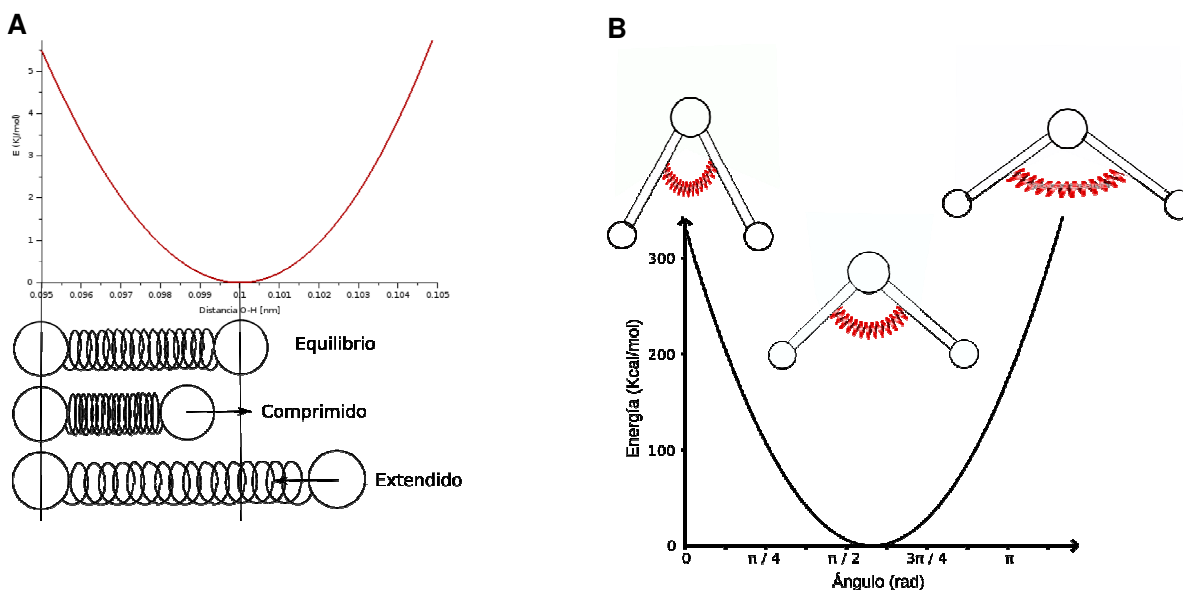 A
5
4
3
2
1
0
E (KJ/mol)
0.095 0.096 0.097 0.098 0.099 0.1 0.101 0.102 0.103 0.104 0.105
Distancia O-H [nm]
Equilibrio
Comprimido
Extendido
B
300
200
100
0
Energía (Kcal/mol)
0 π / 4 π / 2 3π / 4 π
Ángulo (rad)